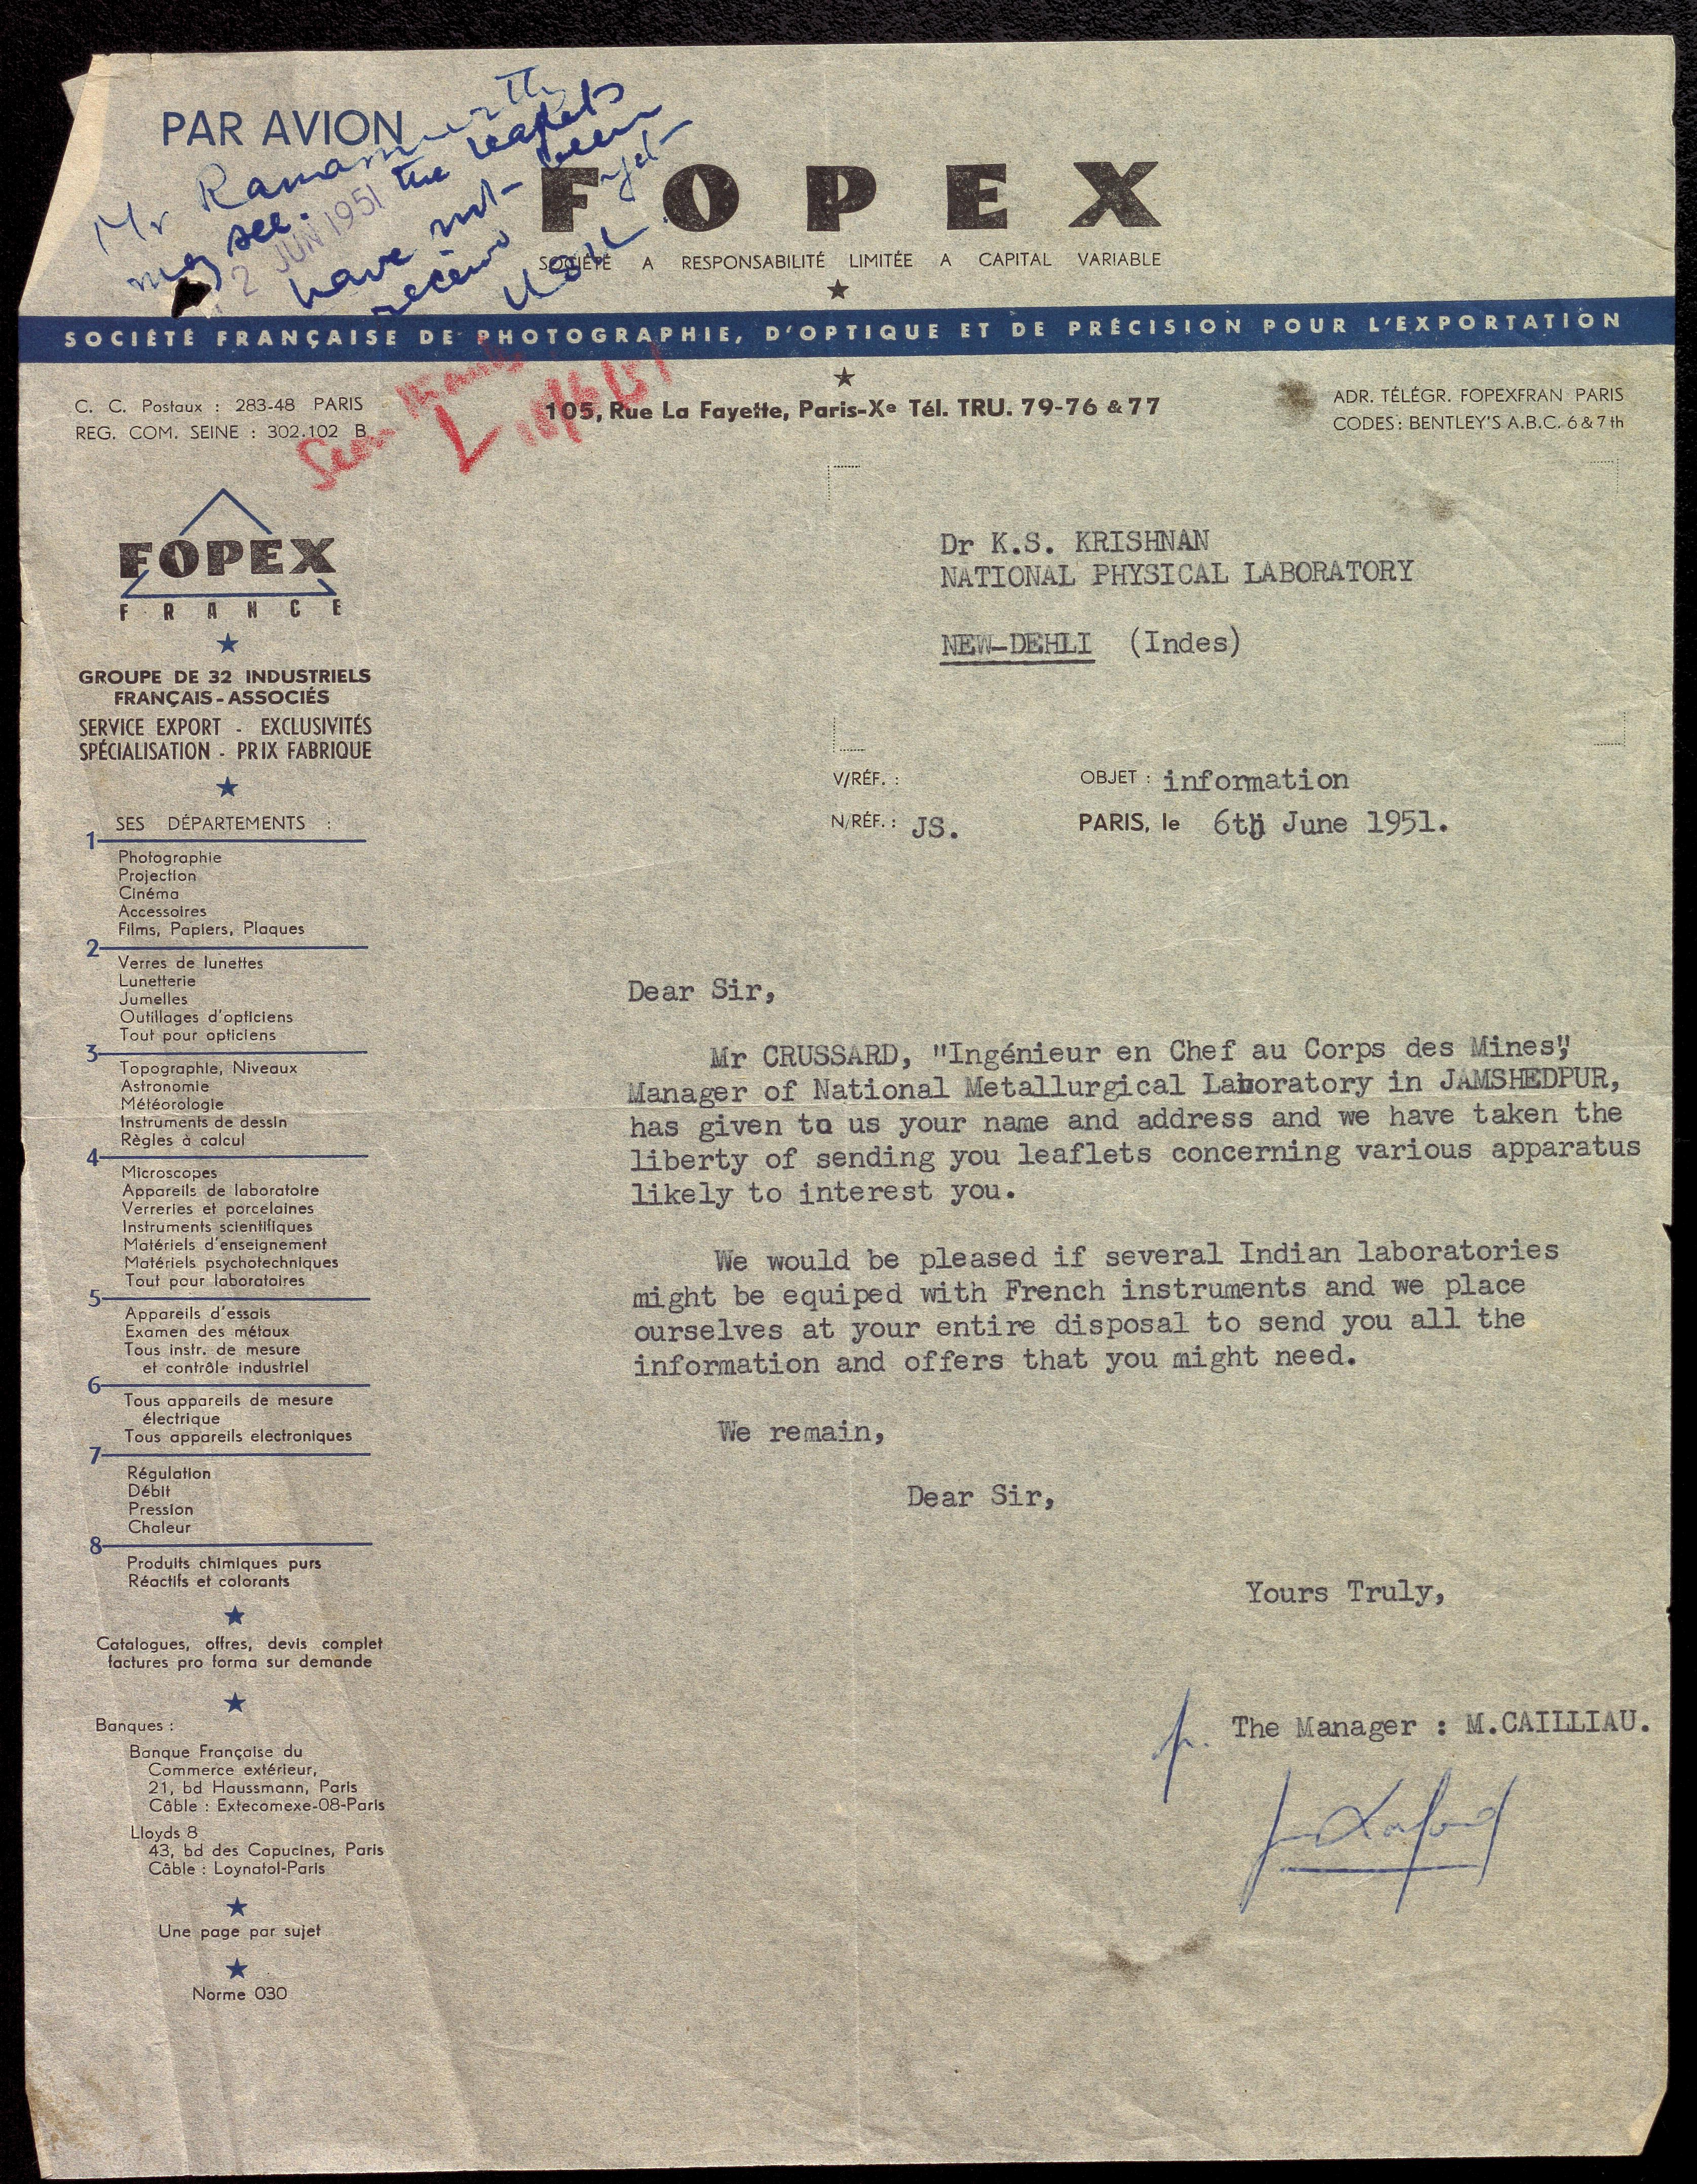 PAR AVION
Mr Ramamurthy
may see. the leaflets
have not been
received yet
2 JUN 1951
FOPEX
SOCIÉTÉ A RESPONSABILITÉ LIMITÉE A CAPITAL VARIABLE
SOCIÉTÉ FRANÇAISE DE PHOTOGRAPHIE, D'OPTIQUE ET DE PRÉCISION POUR L'EXPORTATION
C. C. Postaux : 283-48 PARIS
REG. COM. SEINE : 302.102 B
105, Rue La Fayette, Paris-Xe Tél. TRU. 79-76 & 77
ADR. TÉLÉGR. FOPEXFRAN PARIS
CODES : BENTLEY'S A.B.C. 6 & 7 th
Seen
FOPEX
FRANCE
GROUPE DE 32 INDUSTRIELS
FRANÇAIS - ASSOCIÉS
SERVICE EXPORT - EXCLUSIVITÉS
SPÉCIALISATION - PRIX FABRIQUE
SES DÉPARTEMENTS :
1
Photographie
Projection
Cinéma
Accessoires
Films, Papiers, Plaques
2
Verres de lunettes
Lunetterie
Jumelles
Outillages d'opticiens
Tout pour opticiens
3
Topographie, Niveaux
Astronomie
Météorologie
Instruments de dessin
Règles à calcul
4
Microscopes
Appareils de laboratoire
Verreries et porcelaines
Instruments scientifiques
Matériels d'enseignement
Matériels psychotechniques
Tout pour laboratoires
5
Appareils d'essais
Examen des métaux
Tous instr. de mesure
et contrôle industriel
6
Tous appareils de mesure
électrique
Tous appareils electroniques
7
Régulation
Débit
Pression
Chaleur
8
Produits chimiques purs
Réactifs et colorants
Catalogues, offres, devis complet
factures pro forma sur demande
Banques :
Banque Française du
Commerce extérieur,
21, bd Haussmann, Paris
Câble : Extecomexe-08-Paris
Lloyds 8
43, bd des Capucines, Paris
Câble : Loynatol-Paris
Une page par sujet
Norme 030
Dr K.S. KRISHNAN
NATIONAL PHYSICAL LABORATORY
NEW-DEHLI (Indes)
V/RÉF. :
OBJET : information
N/RÉF. : JS.
PARIS, le 6th June 1951.
Dear Sir,
Mr CRUSSARD, "Ingénieur en Chef au Corps des Mines",
Manager of National Metallurgical Laboratory in JAMSHEDPUR,
has given to us your name and address and we have taken the
liberty of sending you leaflets concerning various apparatus
likely to interest you.
We would be pleased if several Indian laboratories
might be equiped with French instruments and we place
ourselves at your entire disposal to send you all the
information and offers that you might need.
We remain,
Dear Sir,
Yours Truly,
p. The Manager : M.CAILLIAU.